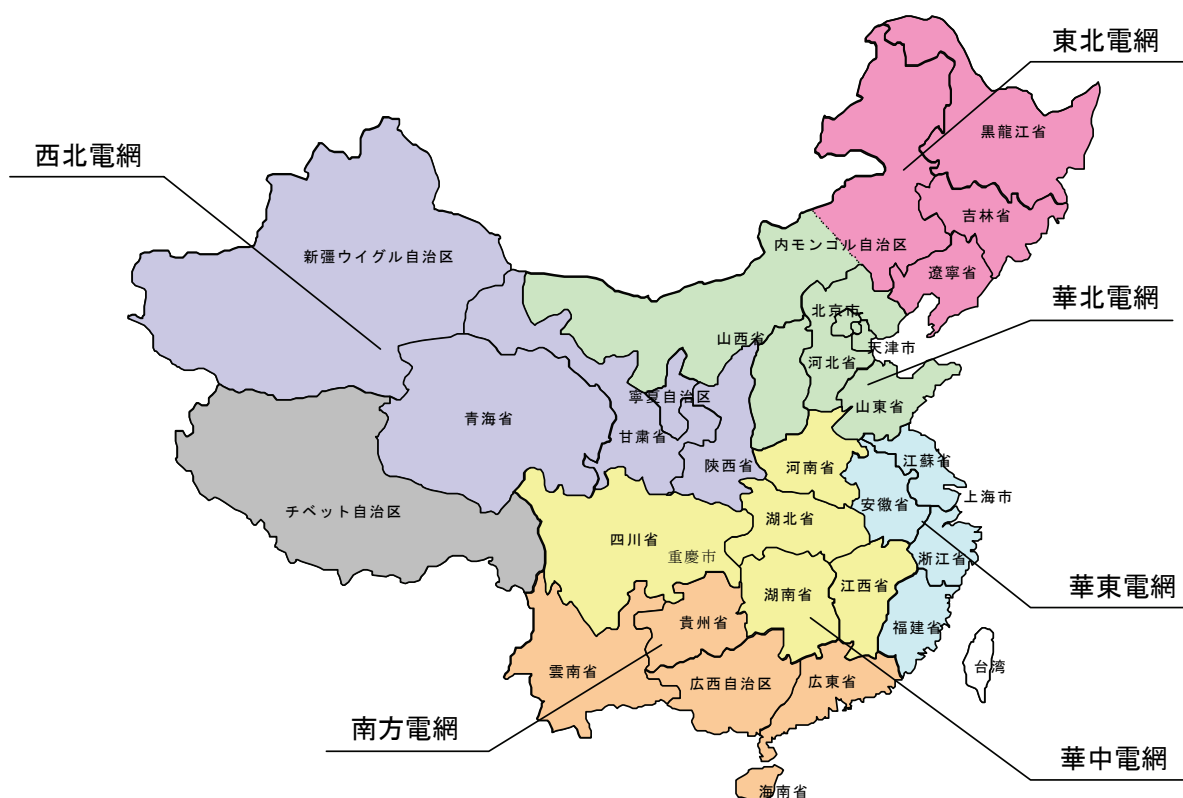 東北電網
黒龍江省
西北電網
吉林省
内モンゴル自治区
新彊ウイグル自治区
遼寧省
華北電網
北京市
山西省
天津市
河北省
寧夏自治区
山東省
青海省
甘粛省
江蘇省
陝西省
河南省
上海市
安徽省
チベット自治区
湖北省
四川省
重慶市
浙江省
華東電網
湖南省
江西省
貴州省
福建省
台湾
雲南省
広西自治区
広東省
南方電網
華中電網
海南省